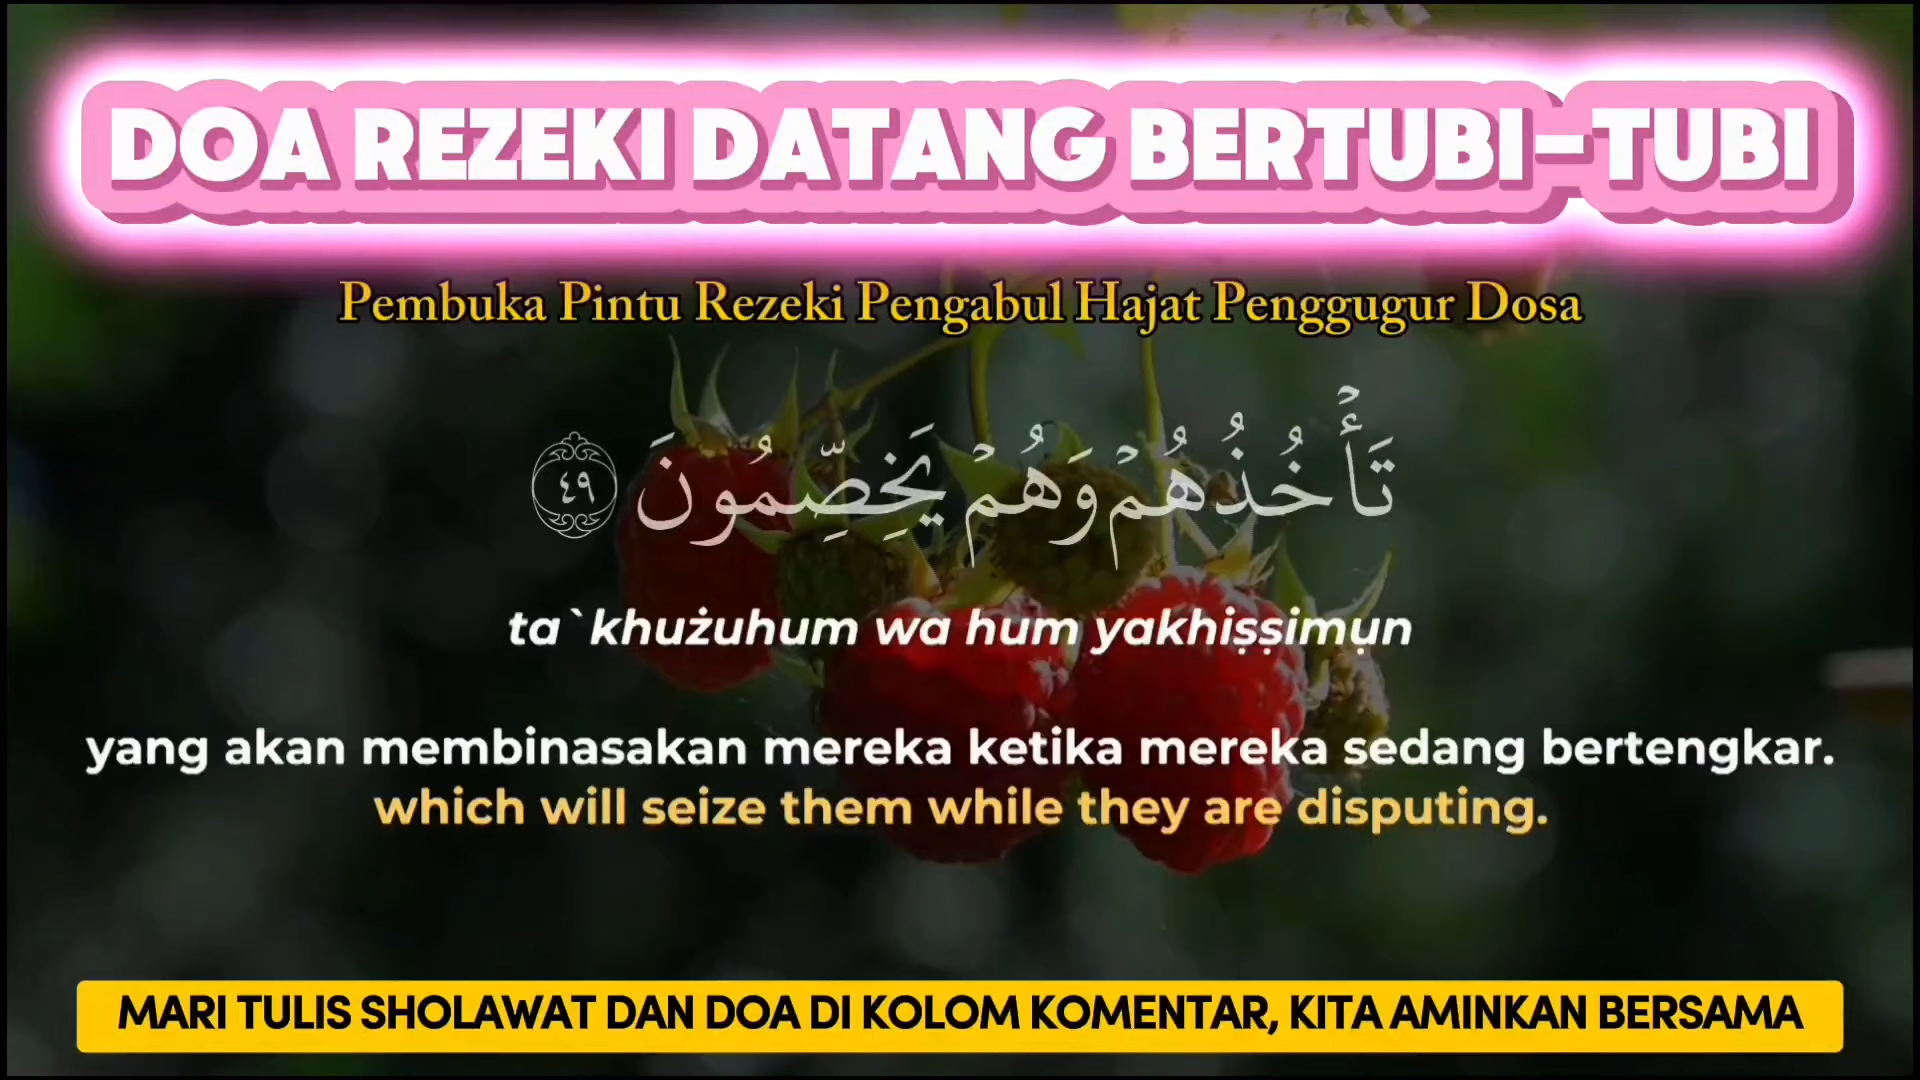 DOA REZEKI DATANG BERTUBI-TUBI
Pembuka Pintu Rezeki Pengabul Hajat Penggugur Dosa
تَأۡخُذُهُمۡ وَهُمۡ يَخِصِّمُونَ ٤٩
ta`khużuhum wa hum yakhiṣṣimụn
yang akan membinasakan mereka ketika mereka sedang bertengkar.
which will seize them while they are disputing.
MARI TULIS SHOLAWAT DAN DOA DI KOLOM KOMENTAR, KITA AMINKAN BERSAMA